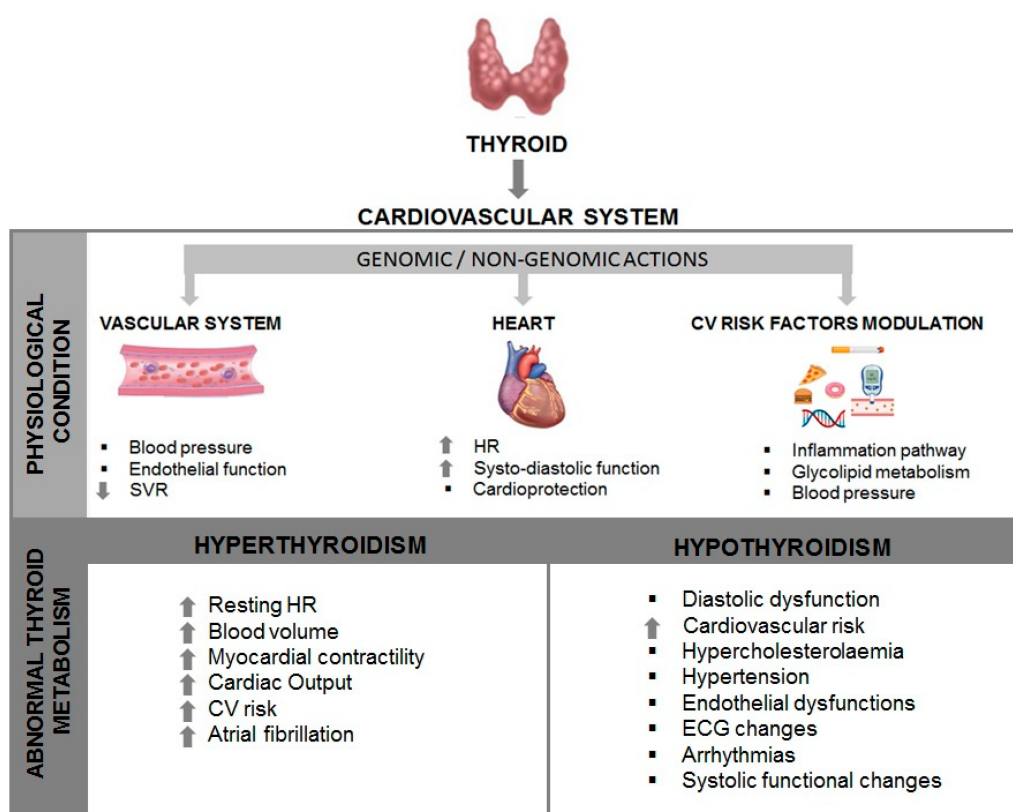 THYROID
CARDIOVASCULAR SYSTEM
PHYSIOLOGICAL
CONDITION
GENOMIC / NON-GENOMIC ACTIONS
VASCULAR SYSTEM
Blood pressure
Endothelial function
SVR
HEART
HR
Systo-diastolic function
Cardioprotection
CV RISK FACTORS MODULATION
Inflammation pathway
Glycolipid metabolism
Blood pressure
ABNORMAL THYROID
METABOLISM
HYPERTHYROIDISM
Resting HR
Blood volume
Myocardial contractility
Cardiac Output
CV risk
Atrial fibrillation
HYPOTHYROIDISM
Diastolic dysfunction
Cardiovascular risk
Hypercholesterolaemia
Hypertension
Endothelial dysfunctions
ECG changes
Arrhythmias
Systolic functional changes